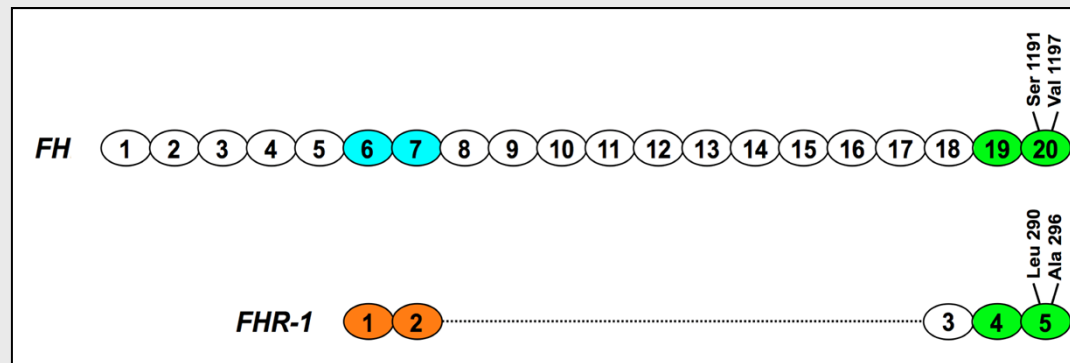 Ser 1191
Val 1197
FH 1 2 3 4 5 6 7 8 9 10 11 12 13 14 15 16 17 18 19 20
Leu 290
Ala 296
FHR-1 1 2 3 4 5